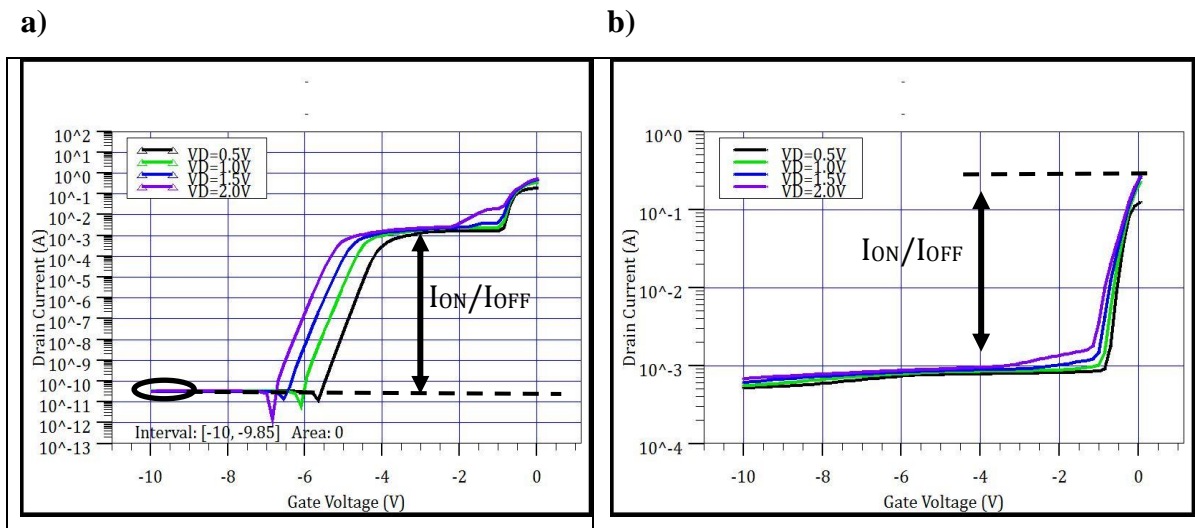 a)
-
-
10^2
10^1
10^0
10^-1
10^-2
10^-3
10^-4
10^-5
10^-6
10^-7
10^-8
10^-9
10^-10
10^-11
10^-12
10^-13
Drain Current (A)
VD=0.5V
VD=1.0V
VD=1.5V
VD=2.0V
ION/IOFF
Interval: [-10, -9.85] Area: 0
-10
-8
-6
-4
-2
0
Gate Voltage (V)
b)
-
-
10^0
10^-1
10^-2
10^-3
10^-4
Drain Current (A)
VD=0.5V
VD=1.0V
VD=1.5V
VD=2.0V
ION/IOFF
-10
-8
-6
-4
-2
0
Gate Voltage (V)